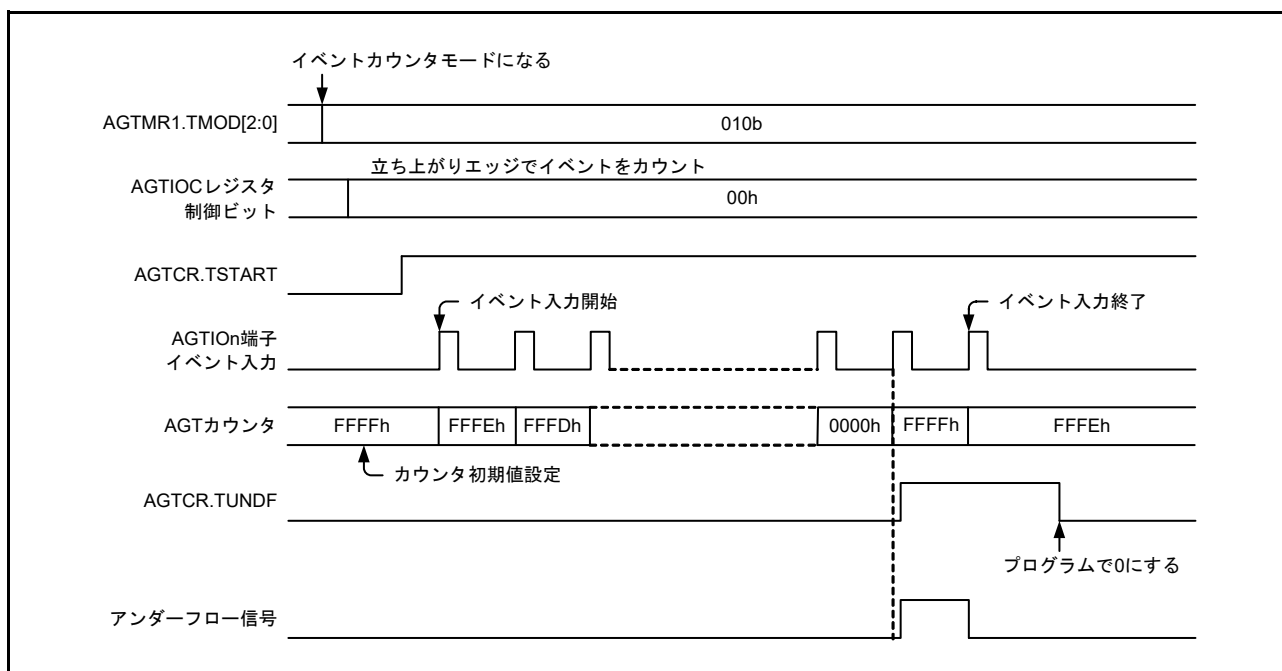 イベントカウンタモードになる
AGTMR1.TMOD[2:0]
010b
立ち上がりエッジでイベントをカウント
AGTIOCレジスタ
制御ビット
00h
AGTCR.TSTART
イベント入力開始
イベント入力終了
AGTIOn端子
イベント入力
AGTカウンタ
FFFFh
FFFEh
FFFDh
0000h
FFFFh
FFFEh
カウンタ初期値設定
AGTCR.TUNDF
プログラムで0にする
アンダーフロー信号